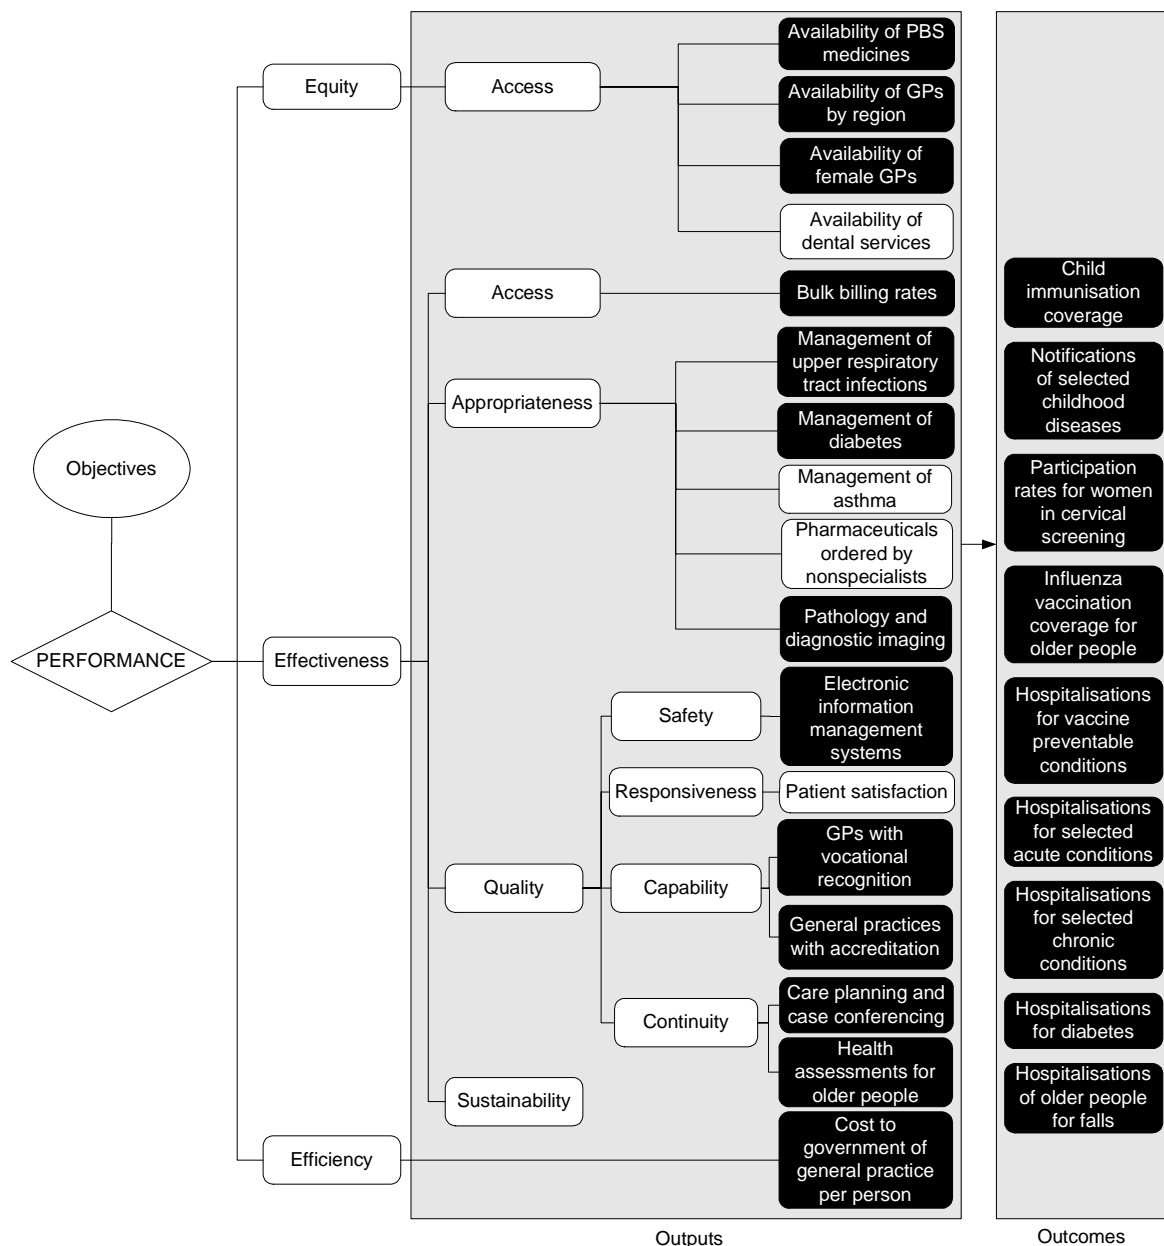 Objectives
PERFORMANCE
Equity
Effectiveness
Efficiency
Access
Access
Appropriateness
Quality
Sustainability
Safety
Responsiveness
Capability
Continuity
Availability of PBS
medicines
Availability of GPs
by region
Availability of
female GPs
Availability of
dental services
Bulk billing rates
Management of
upper respiratory
tract infections
Management of
diabetes
Management of
asthma
Pharmaceuticals
ordered by
nonspecialists
Pathology and
diagnostic imaging
Electronic
information
management
systems
Patient satisfaction
GPs with
vocational
recognition
General practices
with accreditation
Care planning and
case conferencing
Health
assessments for
older people
Cost to
government of
general practice
per person
Outputs
Child
immunisation
coverage
Notifications
of selected
childhood
diseases
Participation
rates for women
in cervical
screening
Influenza
vaccination
coverage for
older people
Hospitalisations
for vaccine
preventable
conditions
Hospitalisations
for selected
acute conditions
Hospitalisations
for selected
chronic
conditions
Hospitalisations
for diabetes
Hospitalisations
of older people
for falls
Outcomes